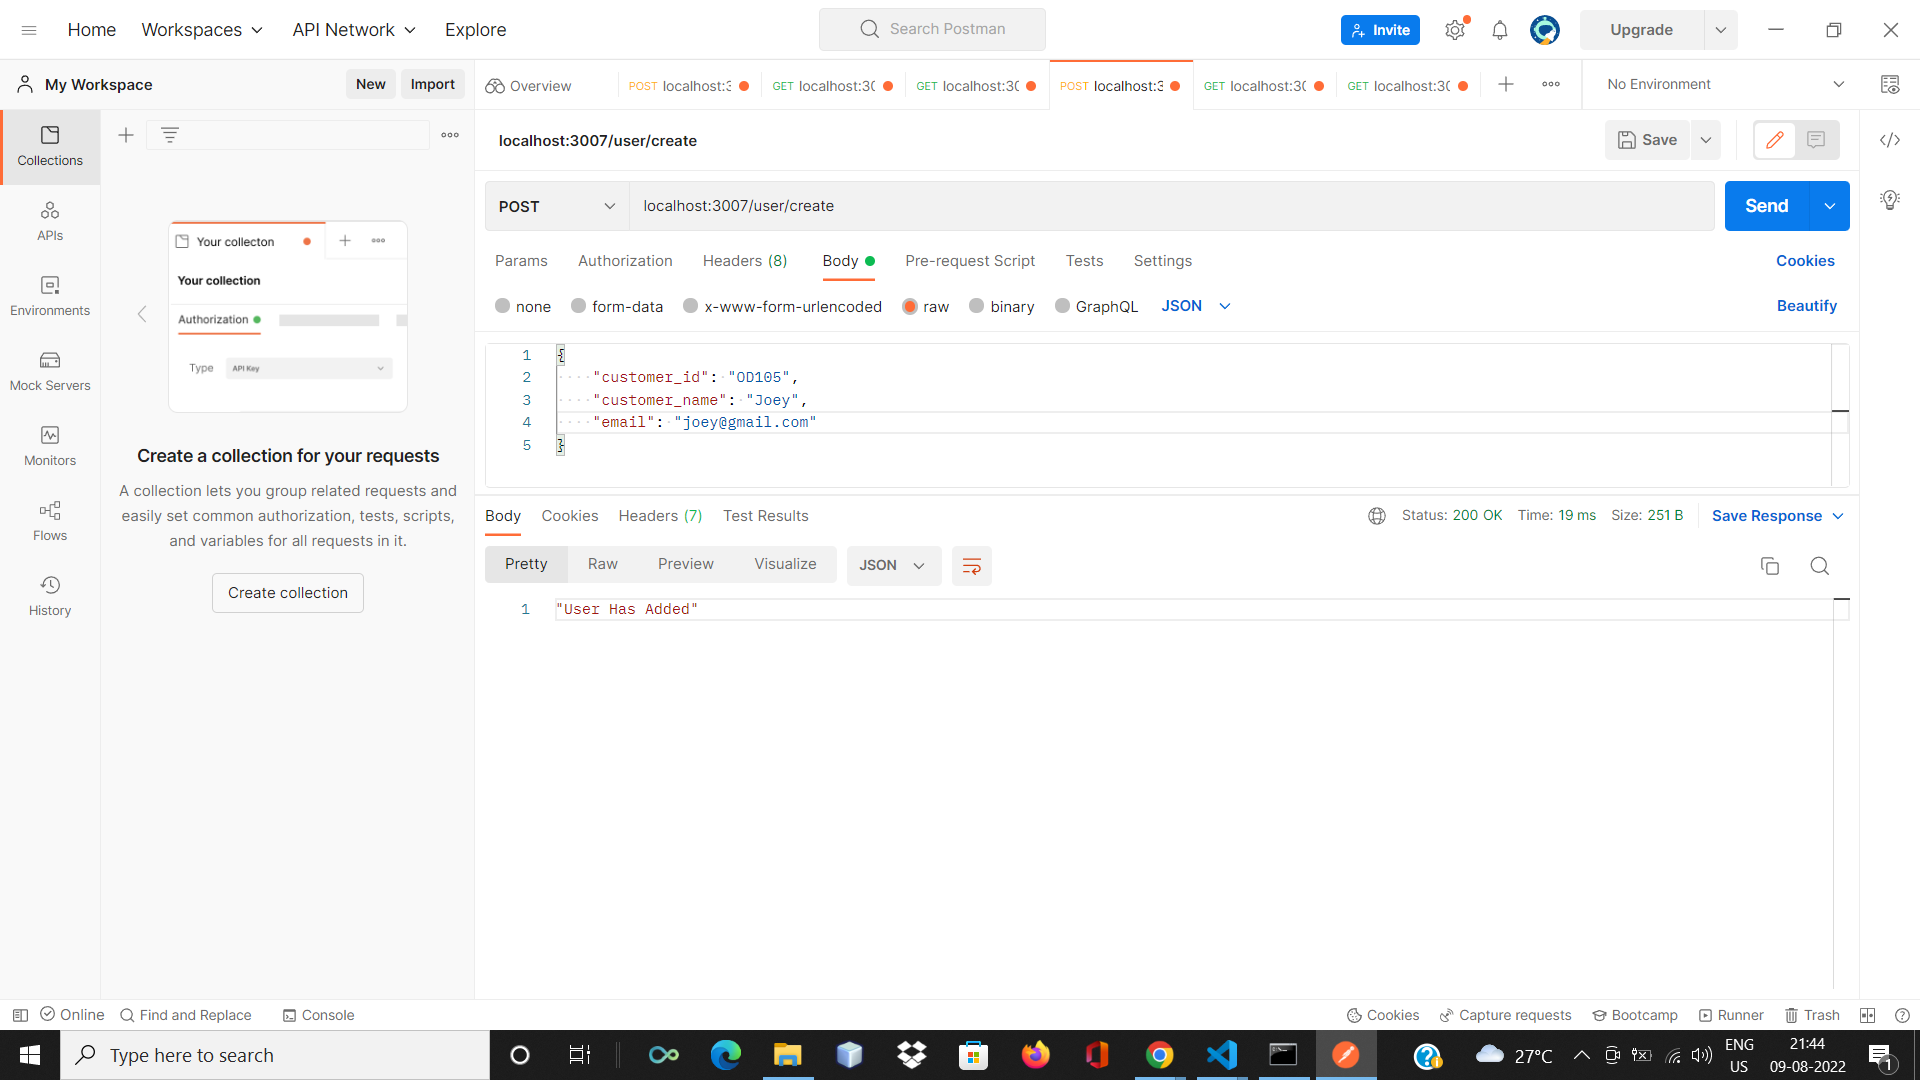 Home Workspaces API Network Explore Search Postman Invite Upgrade
My Workspace New Import Overview POST localhost:3 GET localhost:30 GET localhost:30 POST localhost:3 GET localhost:30 GET localhost:30 No Environment
Collections
APIs
Environments
Mock Servers
Monitors
Flows
History
Your collecton
Your collection
Authorization
Type API Key
Create a collection for your requests
A collection lets you group related requests and
easily set common authorization, tests, scripts,
and variables for all requests in it.
Create collection
localhost:3007/user/create Save
POST localhost:3007/user/create Send
Params Authorization Headers (8) Body Pre-request Script Tests Settings Cookies
none form-data x-www-form-urlencoded raw binary GraphQL JSON Beautify
1 {
2 "customer_id": "OD105",
3 "customer_name": "Joey",
4 "email": "joey@gmail.com"
5 }
Body Cookies Headers (7) Test Results Status: 200 OK Time: 19 ms Size: 251 B Save Response
Pretty Raw Preview Visualize JSON
1 "User Has Added"
Online Find and Replace Console Cookies Capture requests Bootcamp Runner Trash
Type here to search 27°C ENG 21:44
US 09-08-2022 1